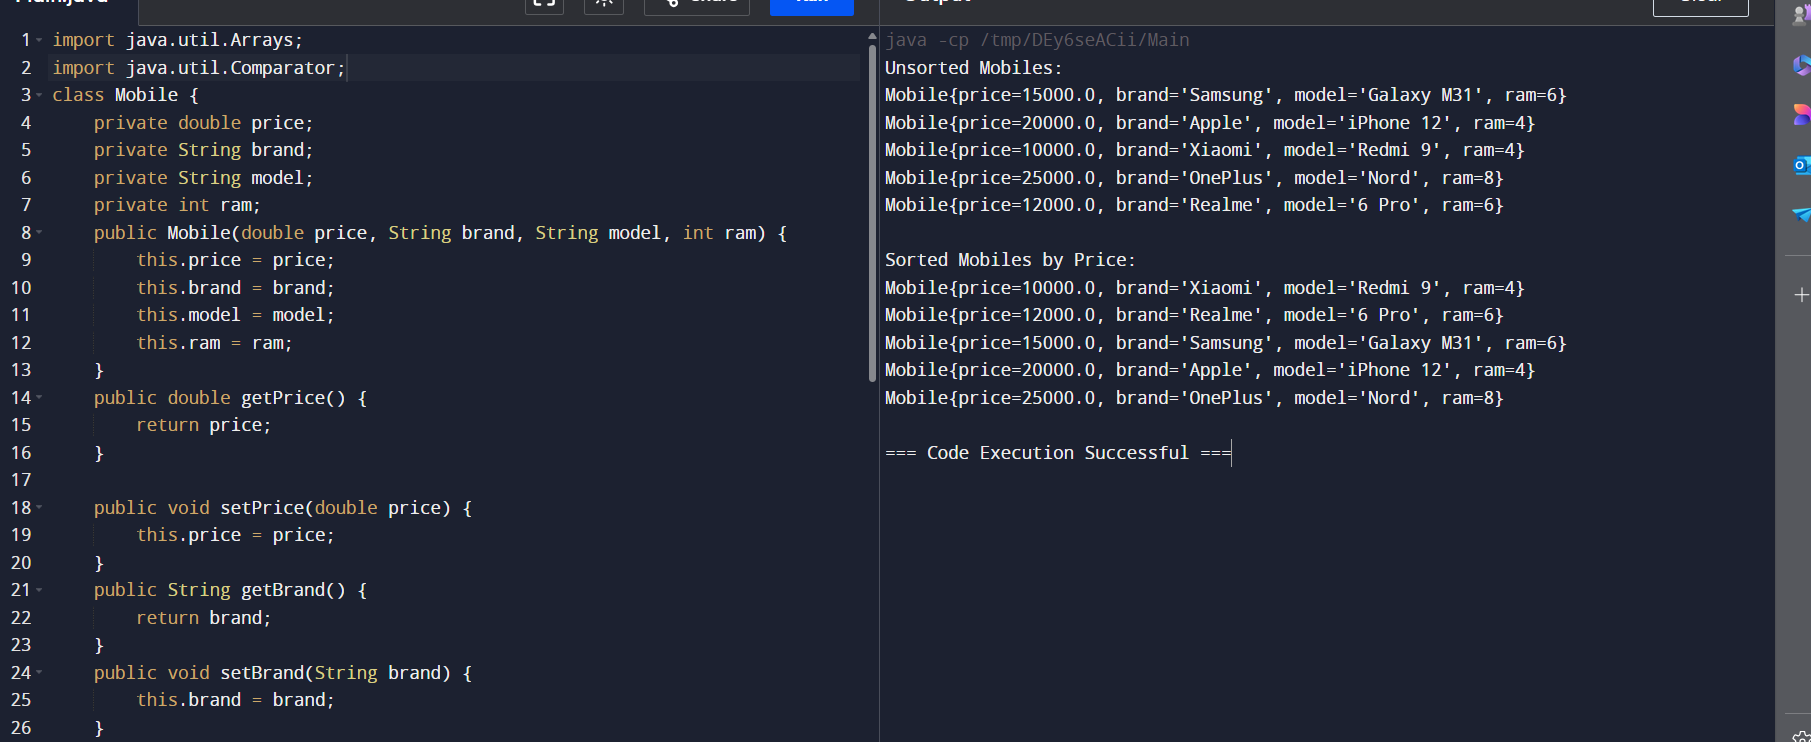 1 import java.util.Arrays;
2 import java.util.Comparator;
3 class Mobile {
4 private double price;
5 private String brand;
6 private String model;
7 private int ram;
8 public Mobile(double price, String brand, String model, int ram) {
9 this.price = price;
10 this.brand = brand;
11 this.model = model;
12 this.ram = ram;
13 }
14 public double getPrice() {
15 return price;
16 }
17
18 public void setPrice(double price) {
19 this.price = price;
20 }
21 public String getBrand() {
22 return brand;
23 }
24 public void setBrand(String brand) {
25 this.brand = brand;
26 }
java -cp /tmp/DEy6seACii/Main
Unsorted Mobiles:
Mobile{price=15000.0, brand='Samsung', model='Galaxy M31', ram=6}
Mobile{price=20000.0, brand='Apple', model='iPhone 12', ram=4}
Mobile{price=10000.0, brand='Xiaomi', model='Redmi 9', ram=4}
Mobile{price=25000.0, brand='OnePlus', model='Nord', ram=8}
Mobile{price=12000.0, brand='Realme', model='6 Pro', ram=6}
Sorted Mobiles by Price:
Mobile{price=10000.0, brand='Xiaomi', model='Redmi 9', ram=4}
Mobile{price=12000.0, brand='Realme', model='6 Pro', ram=6}
Mobile{price=15000.0, brand='Samsung', model='Galaxy M31', ram=6}
Mobile{price=20000.0, brand='Apple', model='iPhone 12', ram=4}
Mobile{price=25000.0, brand='OnePlus', model='Nord', ram=8}
=== Code Execution Successful ===